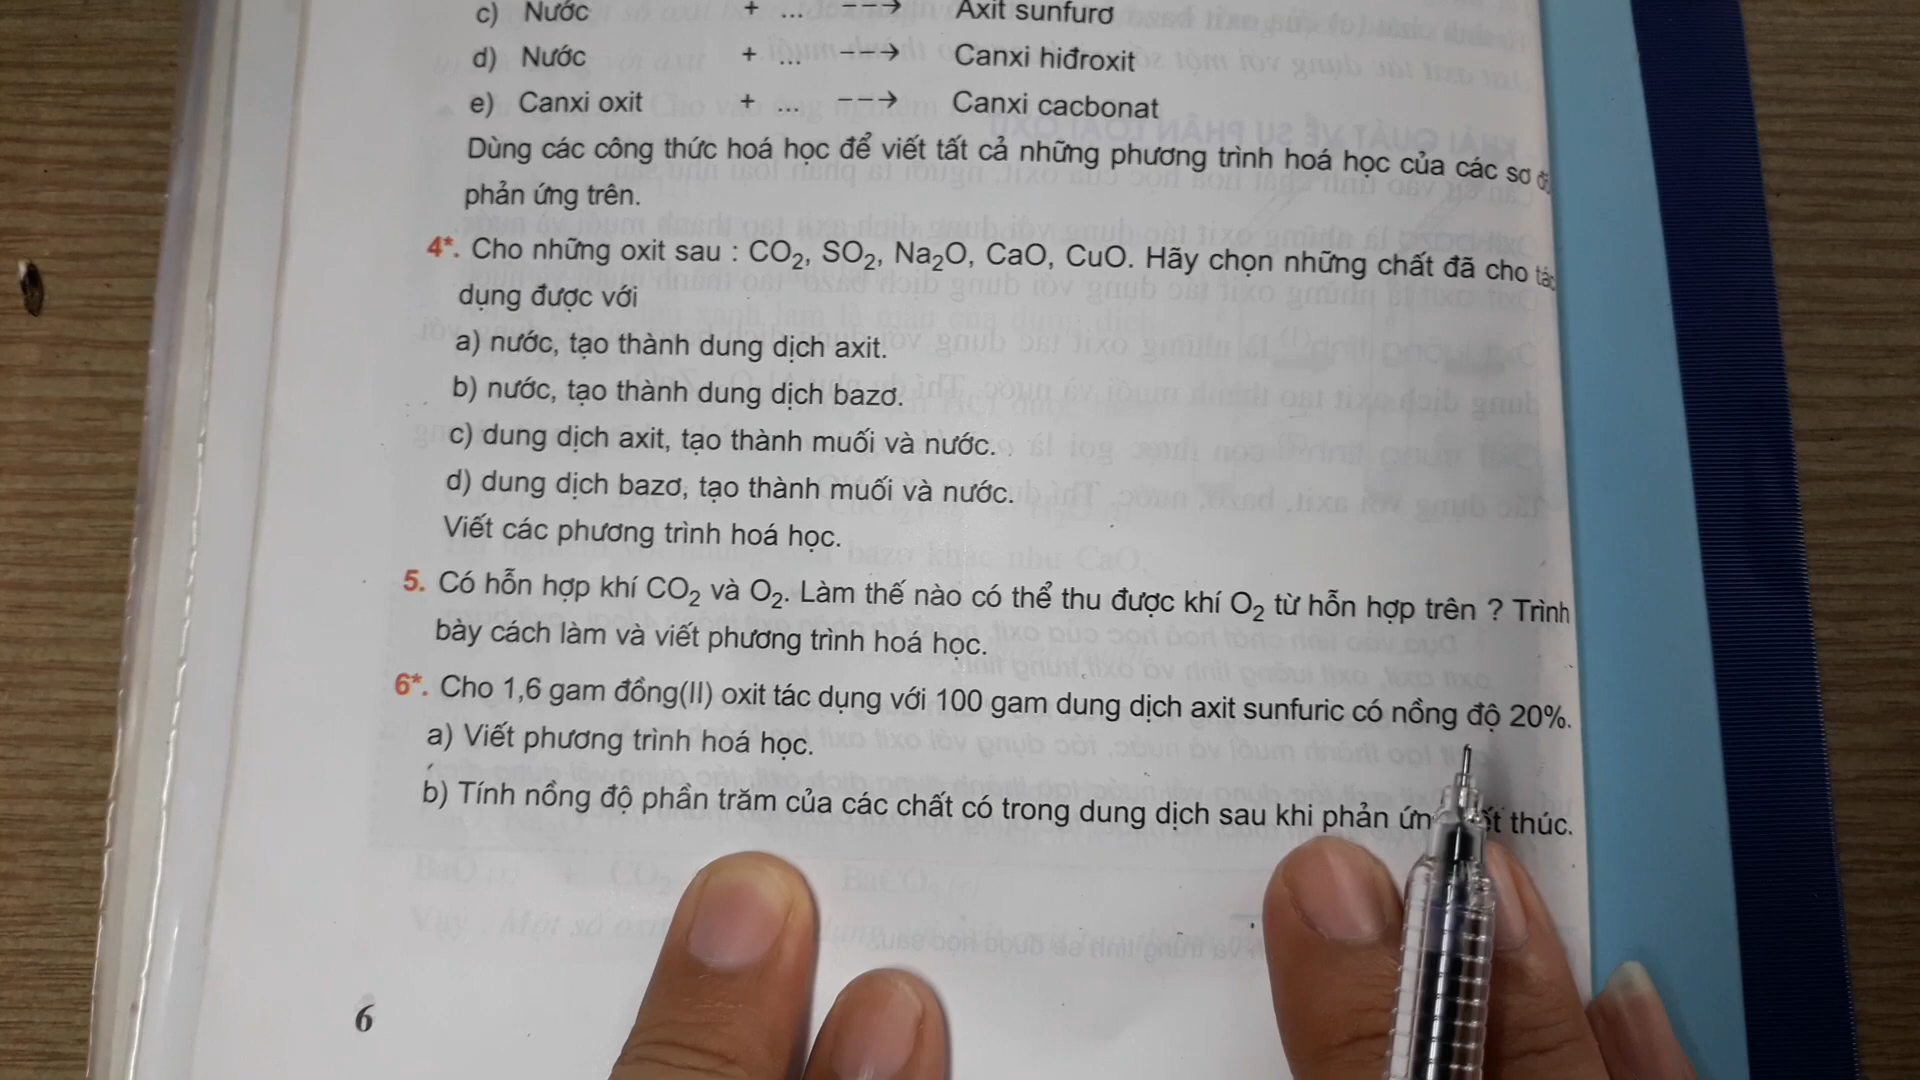 c) Nước + ... – – → Axit sunfurơ
d) Nước + ... – – → Canxi hiđroxit
e) Canxi oxit + ... – – → Canxi cacbonat
Dùng các công thức hoá học để viết tất cả những phương trình hoá học của các sơ
phản ứng trên.
4*. Cho những oxit sau : CO₂, SO₂, Na₂O, CaO, CuO. Hãy chọn những chất đã cho tác
dụng được với
a) nước, tạo thành dung dịch axit.
b) nước, tạo thành dung dịch bazơ.
c) dung dịch axit, tạo thành muối và nước.
d) dung dịch bazơ, tạo thành muối và nước.
Viết các phương trình hoá học.
5. Có hỗn hợp khí CO₂ và O₂. Làm thế nào có thể thu được khí O₂ từ hỗn hợp trên ? Trình
bày cách làm và viết phương trình hoá học.
6*. Cho 1,6 gam đồng(II) oxit tác dụng với 100 gam dung dịch axit sunfuric có nồng độ 20%.
a) Viết phương trình hoá học.
b) Tính nồng độ phần trăm của các chất có trong dung dịch sau khi phản thúc.
6